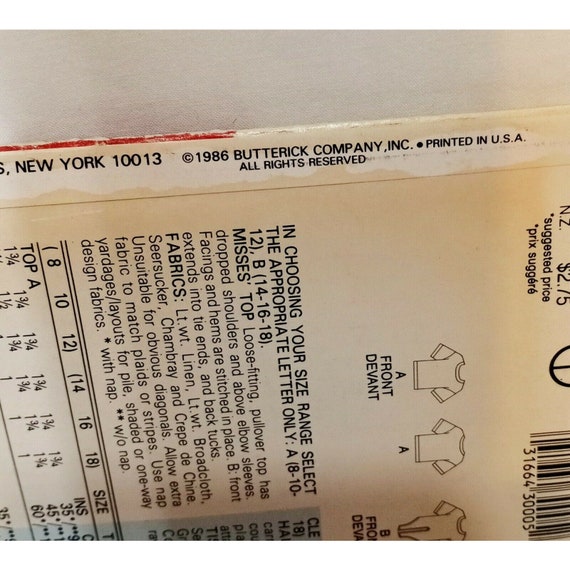 S, NEW YORK 10013 ©1986 BUTTERICK COMPANY, INC. • PRINTED IN U.S.A.
ALL RIGHTS RESERVED
N.Z. $2.75
*suggested price
*prix suggéré
IN CHOOSING YOUR SIZE RANGE SELECT
THE APPROPRIATE LETTER ONLY: A (8-10-
12), B (14-16-18).
MISSES' TOP Loose-fitting, pullover top has
dropped shoulders and above elbow sleeves.
Facings and hems are stitched in place. B: front
extends into tie ends, and back tucks.
FABRICS: Lt.wt. Linen, Lt.wt. Broadcloth,
Seersucker, Chambray and Crepe de Chine.
Unsuitable for obvious diagonals. Allow extra
fabric to match plaids or stripes. Use nap
yardages/layouts for pile, shaded or one-way
design fabrics. * with nap. ** w/o nap.
( 8 10 12) (14 16 18) SIZE
TOP A INS
A
FRONT
DEVANT
A
B
31664 30005